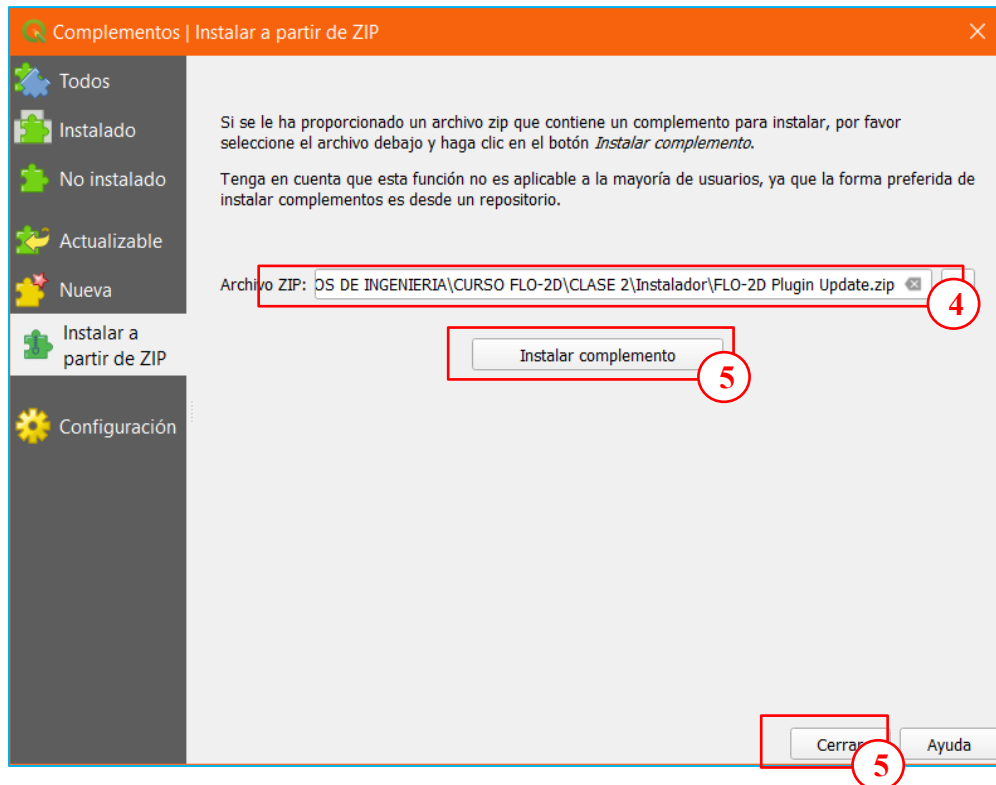 Complementos | Instalar a partir de ZIP
Todos
Instalado
No instalado
Actualizable
Nueva
Instalar a
partir de ZIP
Configuración
Si se le ha proporcionado un archivo zip que contiene un complemento para instalar, por favor
seleccione el archivo debajo y haga clic en el botón Instalar complemento.
Tenga en cuenta que esta función no es aplicable a la mayoría de usuarios, ya que la forma preferida de
instalar complementos es desde un repositorio.
Archivo ZIP: OS DE INGENIERIA\CURSO FLO-2D\CLASE 2\Instalador\FLO-2D Plugin Update.zip
4
Instalar complemento
5
Cerrar Ayuda
5